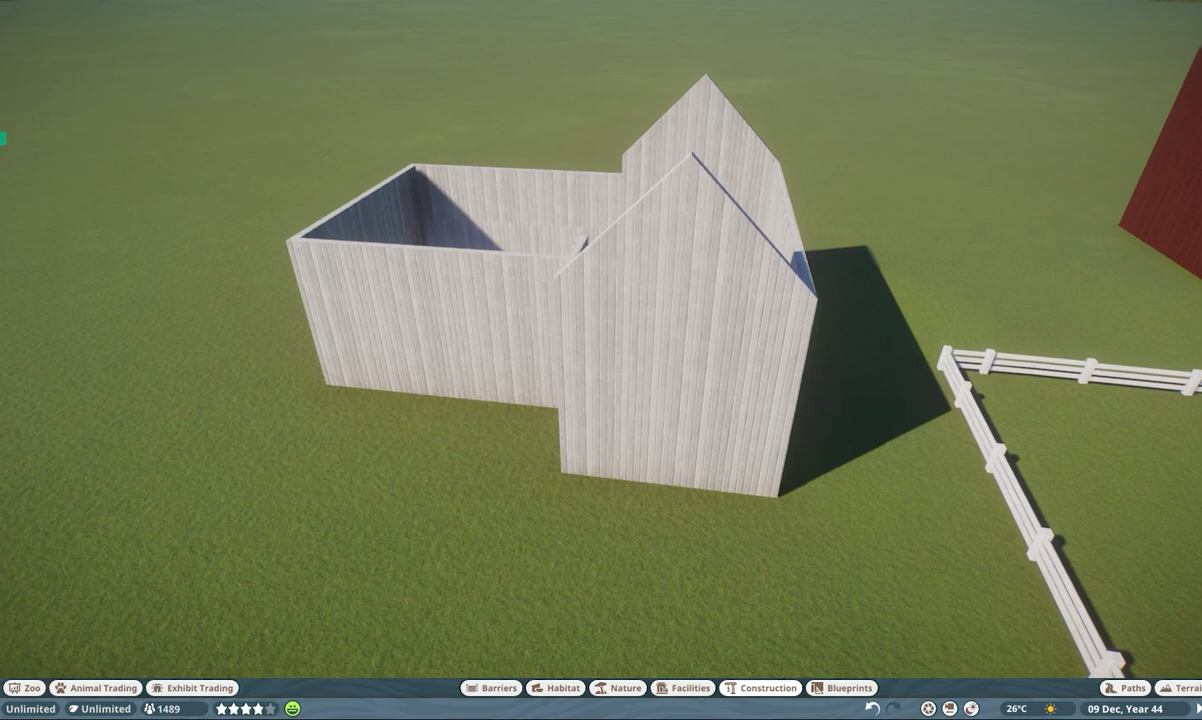 Zoo Animal Trading Exhibit Trading Barriers Habitat Nature Facilities Construction Blueprints Paths Terrai
Unlimited Unlimited 1489 26°C 09 Dec, Year 44